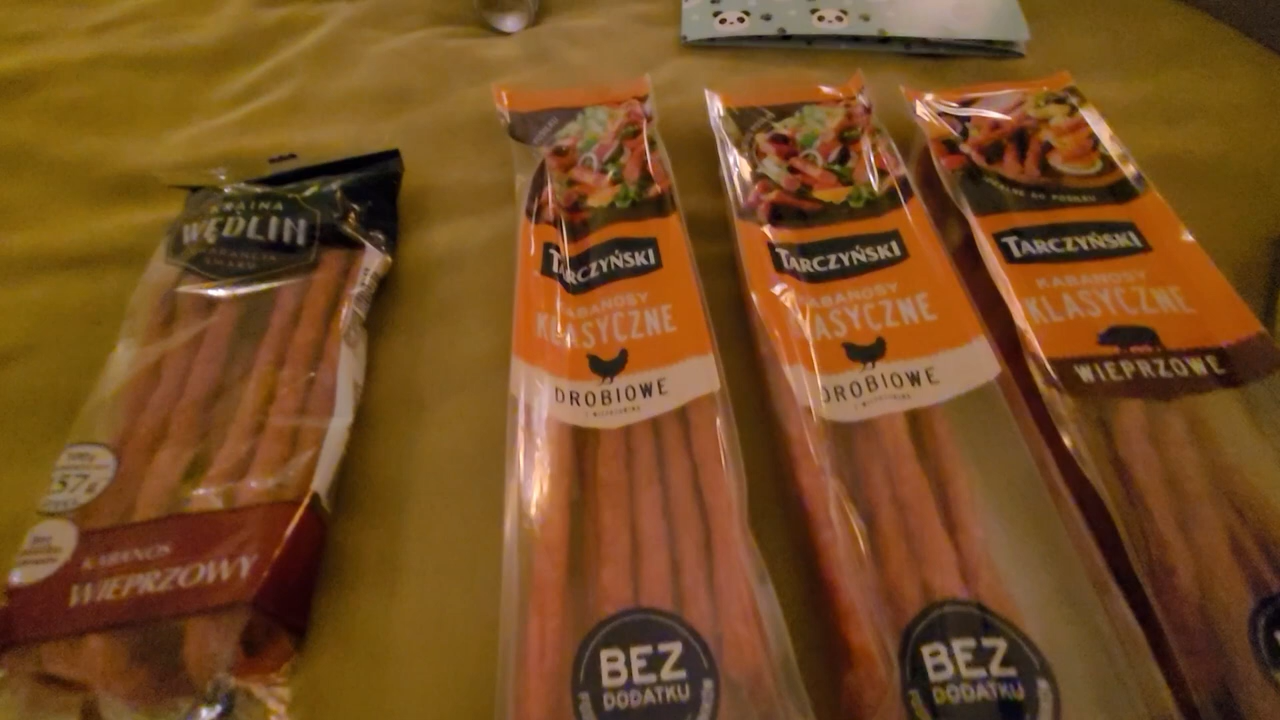 KRAINA
WĘDLIN
57g
KABANOS
WIEPRZOWY
TARCZYŃSKI
KABANOSY
KLASYCZNE
DROBIOWE
BEZ
DODATKU
TARCZYŃSKI
KABANOSY
KLASYCZNE
DROBIOWE
BEZ
DODATKU
TARCZYŃSKI
KABANOSY
KLASYCZNE
WIEPRZOWE